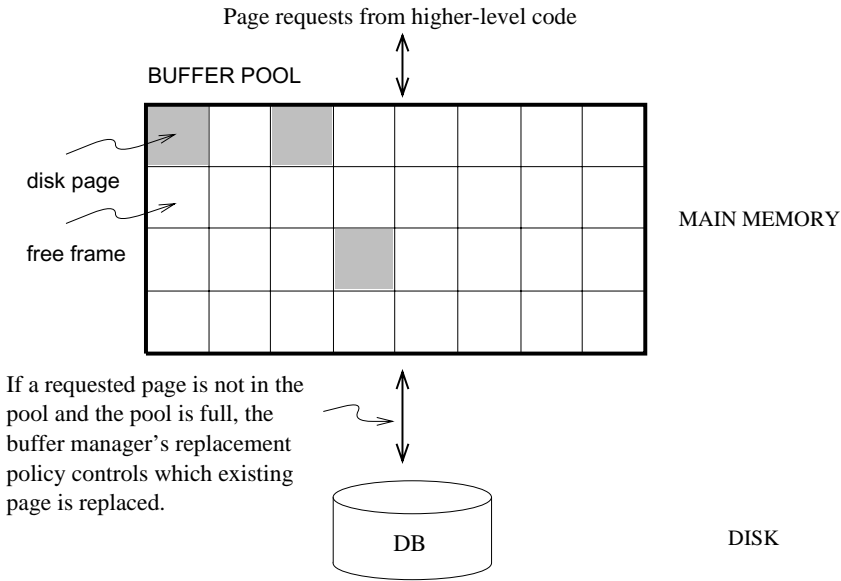 Page requests from higher-level code
BUFFER POOL
disk page
free frame
MAIN MEMORY
If a requested page is not in the
pool and the pool is full, the
buffer manager’s replacement
policy controls which existing
page is replaced.
DB
DISK